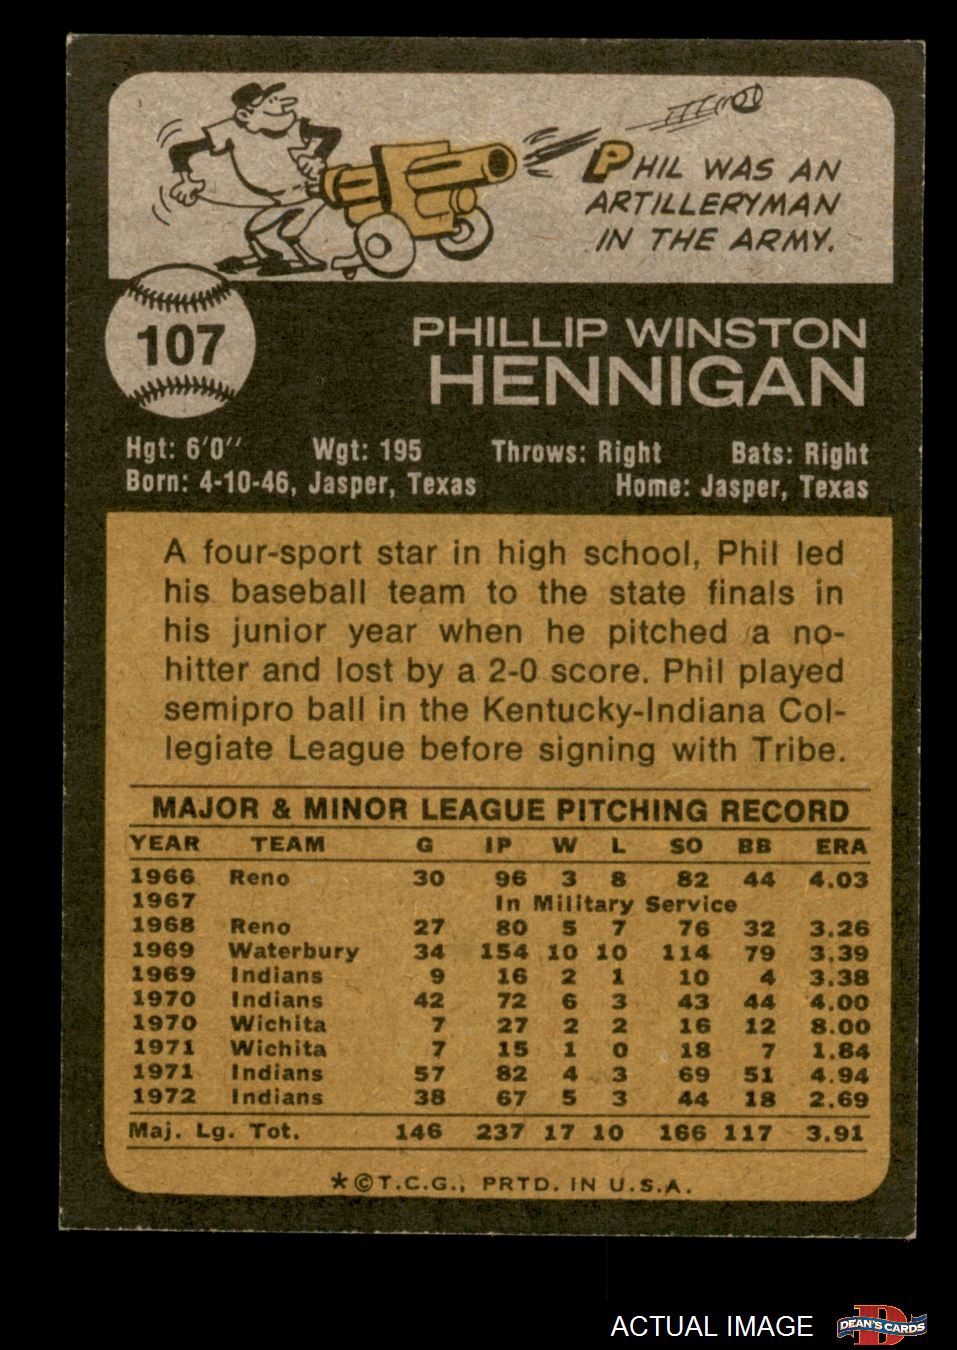 PHIL WAS AN
ARTILLERYMAN
IN THE ARMY.
107
PHILLIP WINSTON
HENNIGAN
Hgt: 6'0" Wgt: 195 Throws: Right Bats: Right
Born: 4-10-46, Jasper, Texas Home: Jasper, Texas
A four-sport star in high school, Phil led
his baseball team to the state finals in
his junior year when he pitched a no-
hitter and lost by a 2-0 score. Phil played
semipro ball in the Kentucky-Indiana Col-
legiate League before signing with Tribe.
MAJOR & MINOR LEAGUE PITCHING RECORD
YEAR TEAM G IP W L SO BB ERA
1966 Reno 30 96 3 8 82 44 4.03
1967 In Military Service
1968 Reno 27 80 5 7 76 32 3.26
1969 Waterbury 34 154 10 10 114 79 3.39
1969 Indians 9 16 2 1 10 4 3.38
1970 Indians 42 72 6 3 43 44 4.00
1970 Wichita 7 27 2 2 16 12 8.00
1971 Wichita 7 15 1 0 18 7 1.84
1971 Indians 57 82 4 3 69 51 4.94
1972 Indians 38 67 5 3 44 18 2.69
Maj. Lg. Tot. 146 237 17 10 166 117 3.91
*©T.C.G., PRTD. IN U.S.A.
ACTUAL IMAGE DEAN'S CARDS